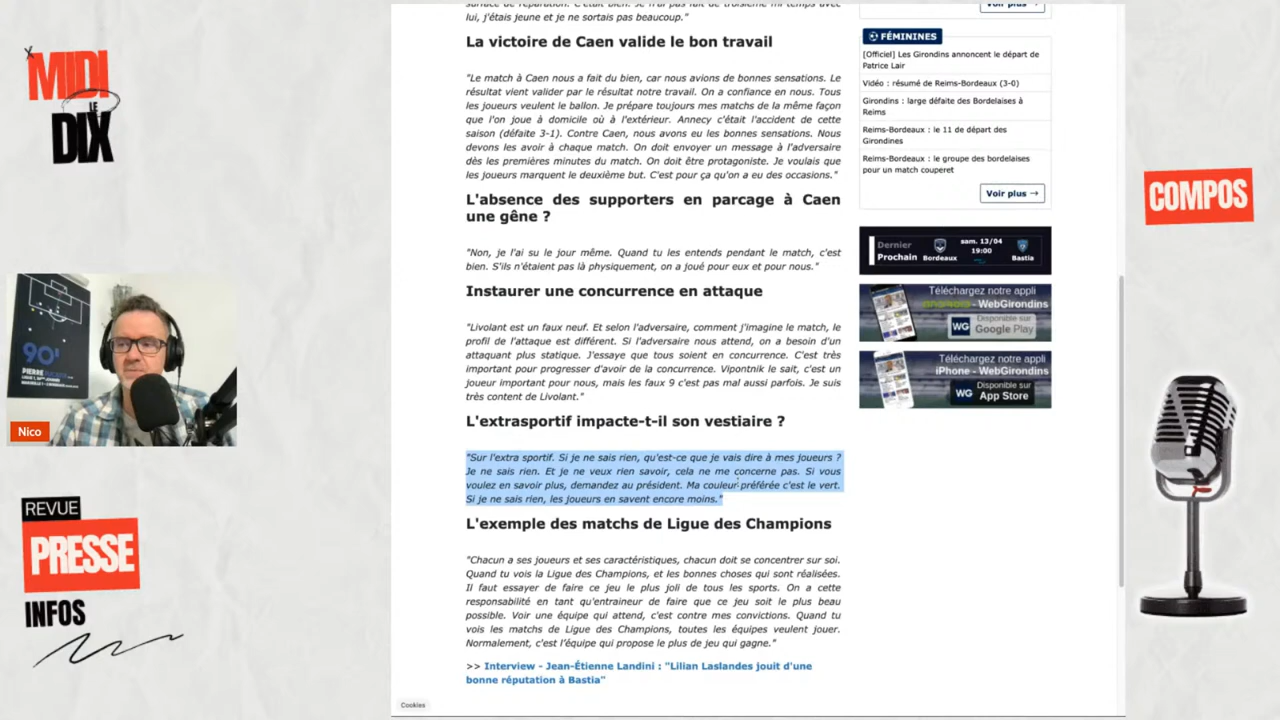 MIDI
LE
DIX
90'
PIERRE
Nico
REVUE
PRESSE
INFOS
surface de réparation. C'était bien. Je n'ai pas fait de troisième mi temps avec
lui, j'étais jeune et je ne sortais pas beaucoup."
La victoire de Caen valide le bon travail
"Le match à Caen nous a fait du bien, car nous avions de bonnes sensations. Le
résultat vient valider par le résultat notre travail. On a confiance en nous. Tous
les joueurs veulent le ballon. Je prépare toujours mes matchs de la même façon
que l'on joue à domicile où à l'extérieur. Annecy c'était l'accident de cette
saison (défaite 3-1). Contre Caen, nous avons eu les bonnes sensations. Nous
devons les avoir à chaque match. On doit envoyer un message à l'adversaire
dès les premières minutes du match. On doit être protagoniste. Je voulais que
les joueurs marquent le deuxième but. C'est pour ça qu'on a eu des occasions."
L'absence des supporters en parcage à Caen
une gêne ?
"Non, je l'ai su le jour même. Quand tu les entends pendant le match, c'est
bien. S'ils n'étaient pas là physiquement, on a joué pour eux et pour nous."
Instaurer une concurrence en attaque
"Livolant est un faux neuf. Et selon l'adversaire, comment j'imagine le match, le
profil de l'attaque est différent. Si l'adversaire nous attend, on a besoin d'un
attaquant plus statique. J'essaye que tous soient en concurrence. C'est très
important pour progresser d'avoir de la concurrence. Vipontnik le sait, c'est un
joueur important pour nous, mais les faux 9 c'est pas mal aussi parfois. Je suis
très content de Livolant."
L'extrasportif impacte-t-il son vestiaire ?
"Sur l'extra sportif. Si je ne sais rien, qu'est-ce que je vais dire à mes joueurs ?
Je ne sais rien. Et je ne veux rien savoir, cela ne me concerne pas. Si vous
voulez en savoir plus, demandez au président. Ma couleur préférée c'est le vert.
Si je ne sais rien, les joueurs en savent encore moins."
L'exemple des matchs de Ligue des Champions
"Chacun a ses joueurs et ses caractéristiques, chacun doit se concentrer sur soi.
Quand tu vois la Ligue des Champions, et les bonnes choses qui sont réalisées.
Il faut essayer de faire ce jeu le plus joli de tous les sports. On a cette
responsabilité en tant qu'entraineur de faire que ce jeu soit le plus beau
possible. Voir une équipe qui attend, c'est contre mes convictions. Quand tu
vois les matchs de Ligue des Champions, toutes les équipes veulent jouer.
Normalement, c'est l'équipe qui propose le plus de jeu qui gagne."
>> Interview - Jean-Étienne Landini : "Lilian Laslandes jouit d'une
bonne réputation à Bastia"
Cookies
Voir plus →
FÉMININES
[Officiel] Les Girondins annoncent le départ de
Patrice Lair
Vidéo : résumé de Reims-Bordeaux (3-0)
Girondins : large défaite des Bordelaises à
Reims
Reims-Bordeaux : le 11 de départ des
Girondines
Reims-Bordeaux : le groupe des bordelaises
pour un match couperet
Voir plus →
Dernier
Prochain
Bordeaux
sam. 13/04
19:00
Bastia
Téléchargez notre appli
android - WebGirondins
WG
Disponible sur
Google Play
Téléchargez notre appli
iPhone - WebGirondins
WG
Disponible sur
App Store
COMPOS